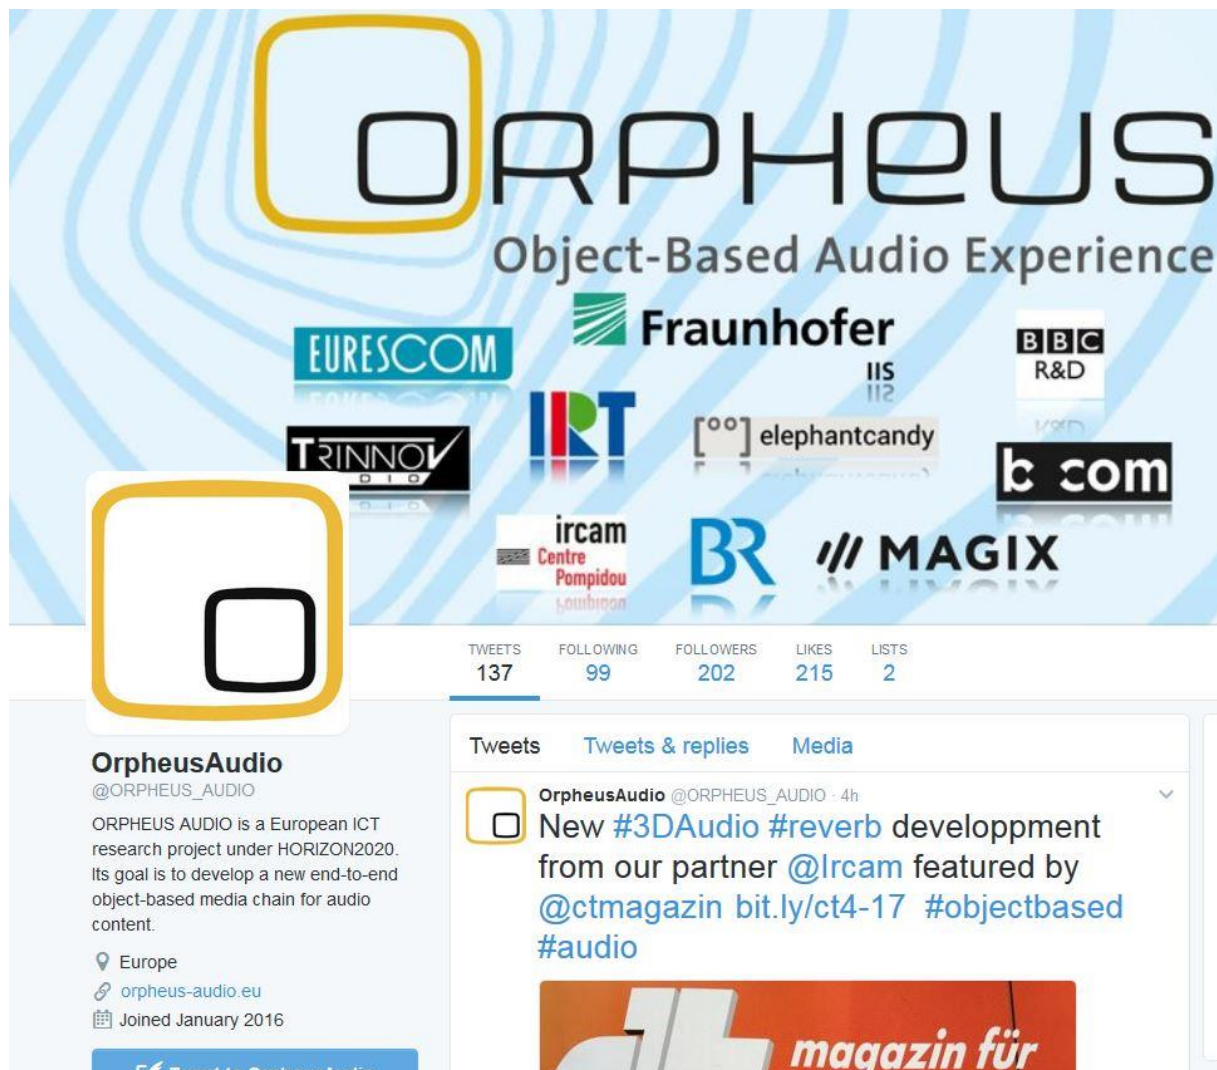 ORPHEUS
Object-Based Audio Experience
Fraunhofer
IIS
EURESCOM
BBC
R&D
IRT
[°°] elephantcandy
TRINNOV
b com
ircam
Centre
Pompidou
BR
MAGIX
TWEETS FOLLOWING FOLLOWERS LIKES LISTS
137 99 202 215 2
OrpheusAudio
@ORPHEUS_AUDIO
ORPHEUS AUDIO is a European ICT
research project under HORIZON2020.
Its goal is to develop a new end-to-end
object-based media chain for audio
content.
Europe
orpheus-audio.eu
Joined January 2016
Tweets Tweets & replies Media
OrpheusAudio @ORPHEUS_AUDIO · 4h
New #3DAudio #reverb developpment
from our partner @Ircam featured by
@ctmagazin bit.ly/ct4-17 #objectbased
#audio
magazin für